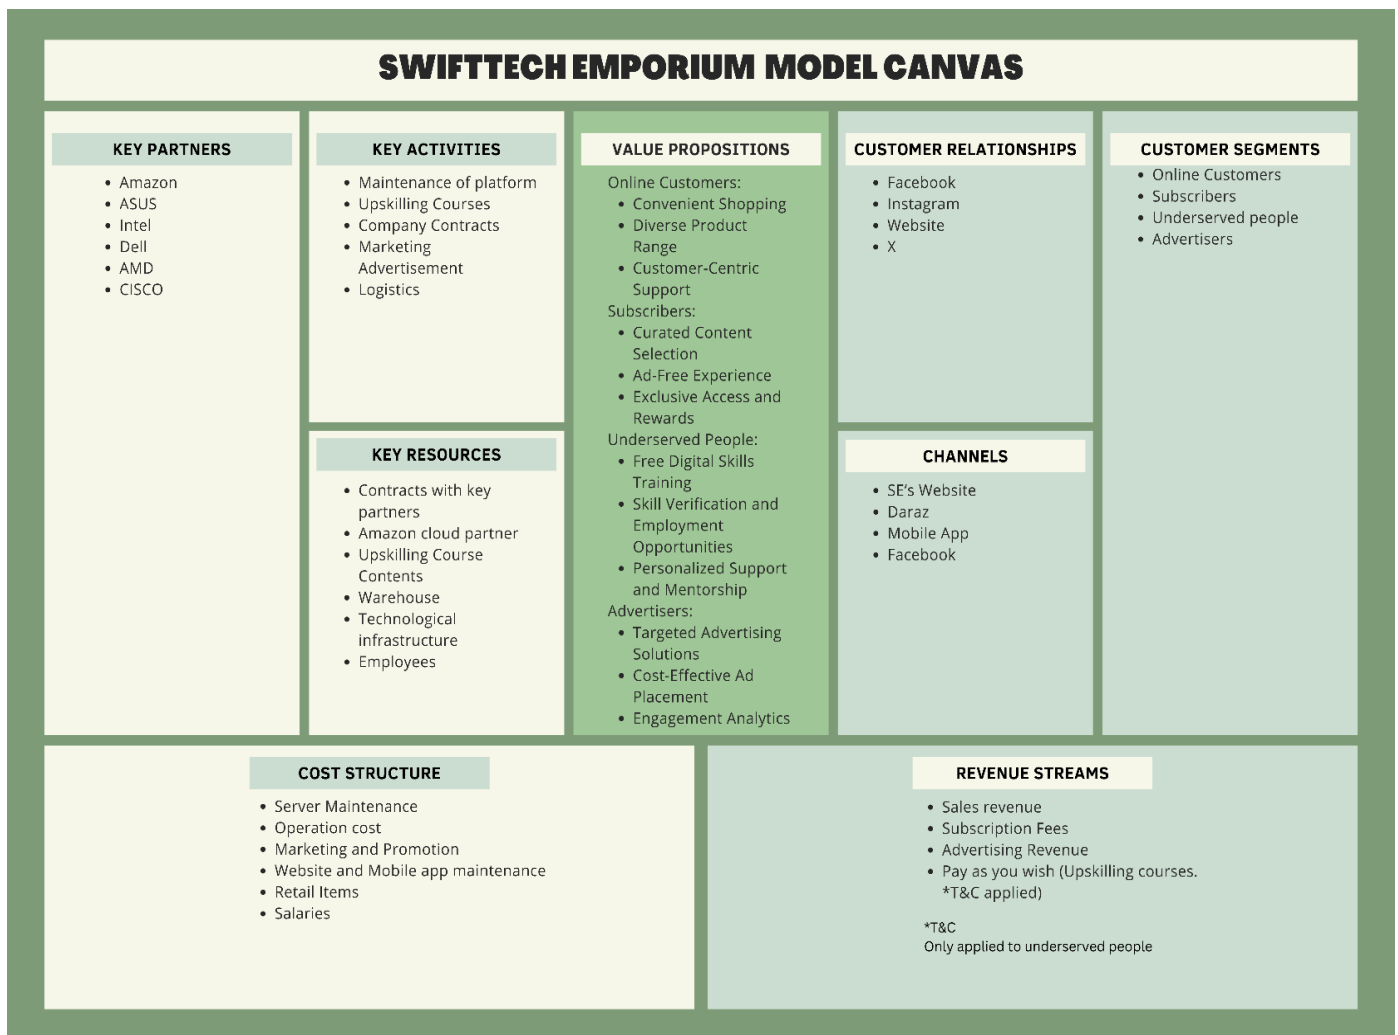 SWIFTTECH EMPORIUM MODEL CANVAS
KEY PARTNERS
• Amazon
• ASUS
• Intel
• Dell
• AMD
• CISCO
KEY ACTIVITIES
• Maintenance of platform
• Upskilling Courses
• Company Contracts
• Marketing
Advertisement
• Logistics
KEY RESOURCES
• Contracts with key
partners
• Amazon cloud partner
• Upskilling Course
Contents
• Warehouse
• Technological
infrastructure
• Employees
VALUE PROPOSITIONS
Online Customers:
• Convenient Shopping
• Diverse Product
Range
• Customer-Centric
Support
Subscribers:
• Curated Content
Selection
• Ad-Free Experience
• Exclusive Access and
Rewards
Underserved People:
• Free Digital Skills
Training
• Skill Verification and
Employment
Opportunities
• Personalized Support
and Mentorship
Advertisers:
• Targeted Advertising
Solutions
• Cost-Effective Ad
Placement
• Engagement Analytics
CUSTOMER RELATIONSHIPS
• Facebook
• Instagram
• Website
• X
CHANNELS
• SE's Website
• Daraz
• Mobile App
• Facebook
CUSTOMER SEGMENTS
• Online Customers
• Subscribers
• Underserved people
• Advertisers
COST STRUCTURE
• Server Maintenance
• Operation cost
• Marketing and Promotion
• Website and Mobile app maintenance
• Retail Items
• Salaries
REVENUE STREAMS
• Sales revenue
• Subscription Fees
• Advertising Revenue
• Pay as you wish (Upskilling courses.
*T&C applied)
*T&C
Only applied to underserved people